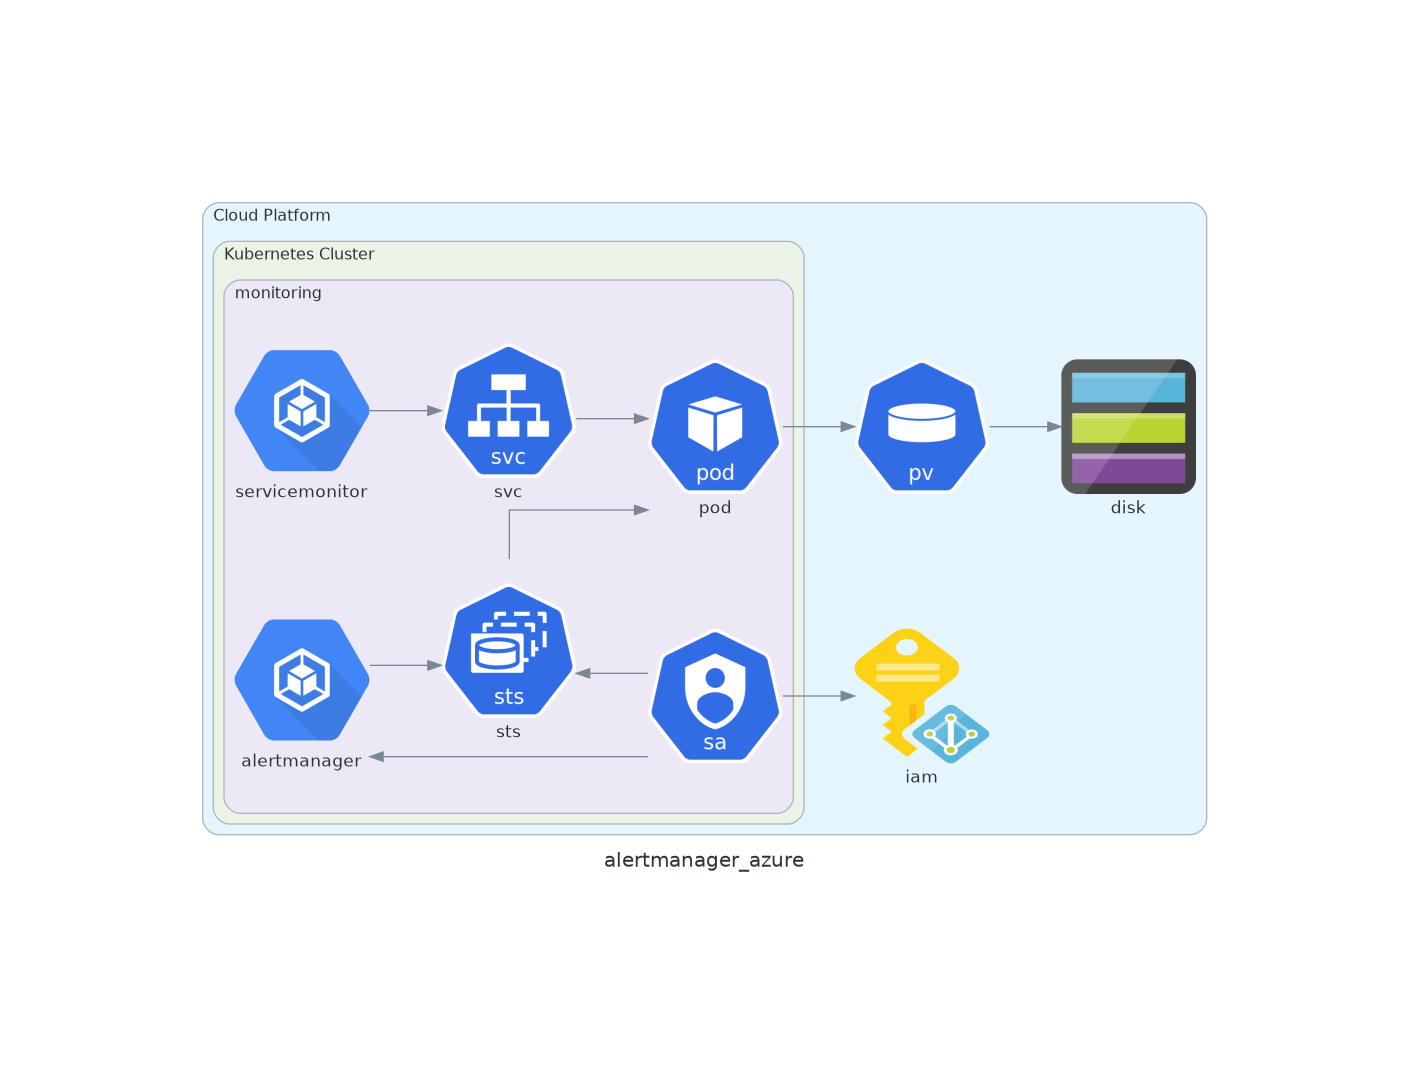 Cloud Platform
Kubernetes Cluster
monitoring
servicemonitor
svc
svc
pod
pod
pv
disk
alertmanager
sts
sts
sa
iam
alertmanager_azure